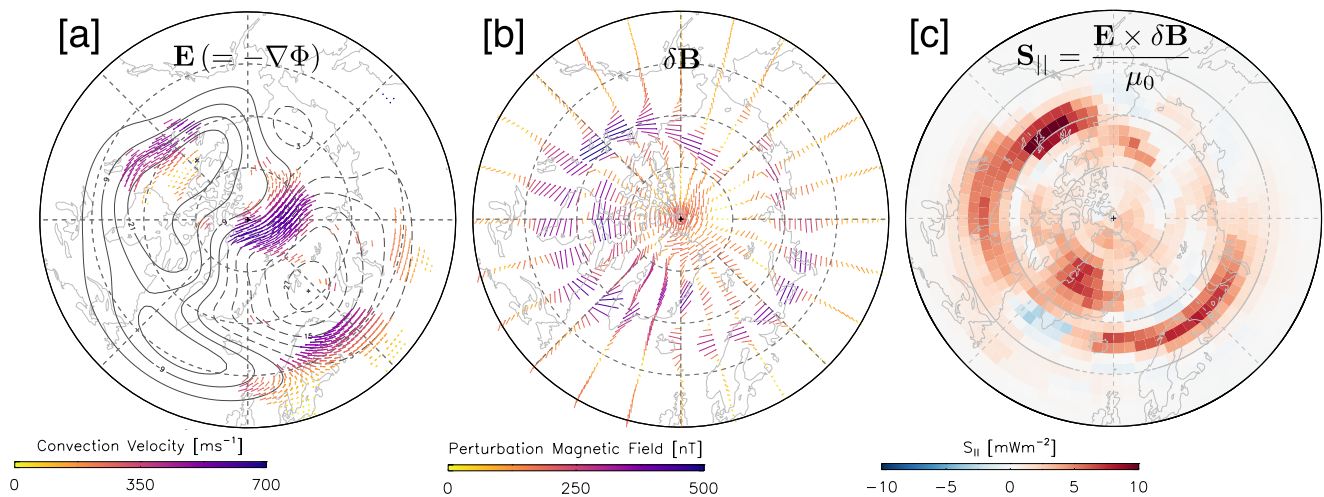 [a]
E (= −∇Φ)
[b]
δB
[c]
S|| = E × δB / μ0
Convection Velocity [ms−1]
0 350 700
Perturbation Magnetic Field [nT]
0 250 500
S|| [mWm−2]
−10 −5 0 5 10